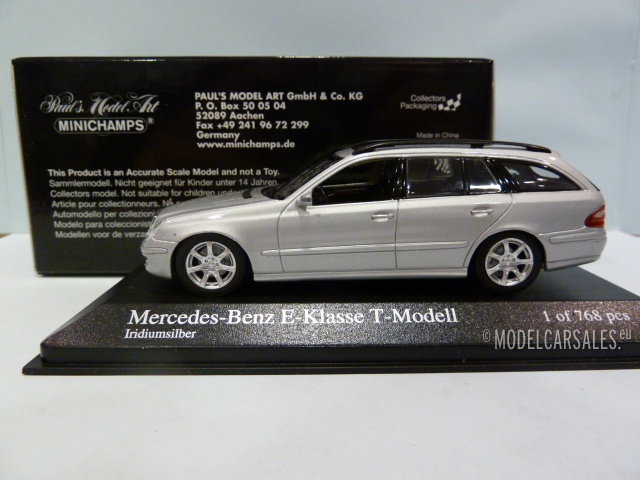 Paul's Model Art
MINICHAMPS®
PAUL'S MODEL ART GMBH & Co. KG
P. O. Box 50 05 04
52089 Aachen
Fax +49 241 96 72 299
Germany
www.minichamps.de
Collectors
Packaging
Made in China
This Product is an Accurate Scale Model and not a Toy.
Sammlermodell. Nicht geeignet für Kinder unter 14 Jahren
Collectors model. Not suitable for children under
Article pour collectionneurs.
Automodello per collezion
Modelo para coleccionist
Modellen voor de verza
Mercedes-Benz E-Klasse T-Modell
1 of 768 pcs
Iridiumsilber
© MODELCARSALES.eu